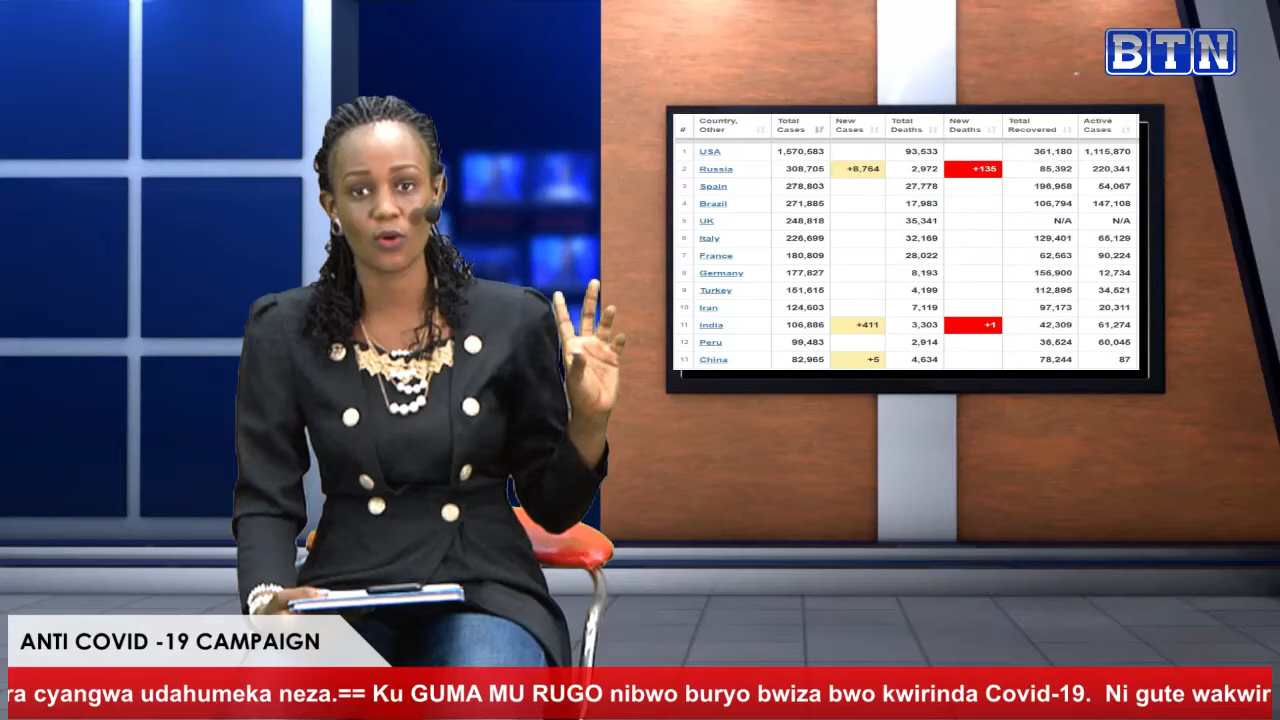 BTN
# Country, Other Total Cases New Cases Total Deaths New Deaths Total Recovered Active Cases
1 USA 1,570,583 93,533 361,180 1,115,870
2 Russia 308,705 +8,764 2,972 +135 85,392 220,341
3 Spain 278,803 27,778 196,958 54,067
4 Brazil 271,885 17,983 106,794 147,108
5 UK 248,818 35,341 N/A N/A
6 Italy 226,699 32,169 129,401 65,129
7 France 180,809 28,022 62,563 90,224
8 Germany 177,827 8,193 156,900 12,734
9 Turkey 151,615 4,199 112,895 34,521
10 Iran 124,603 7,119 97,173 20,311
11 India 106,886 +411 3,303 +1 42,309 61,274
12 Peru 99,483 2,914 36,524 60,045
13 China 82,965 +5 4,634 78,244 87
ANTI COVID -19 CAMPAIGN
ra cyangwa udahumeka neza.== Ku GUMA MU RUGO nibwo buryo bwiza bwo kwirinda Covid-19. Ni gute wakwir